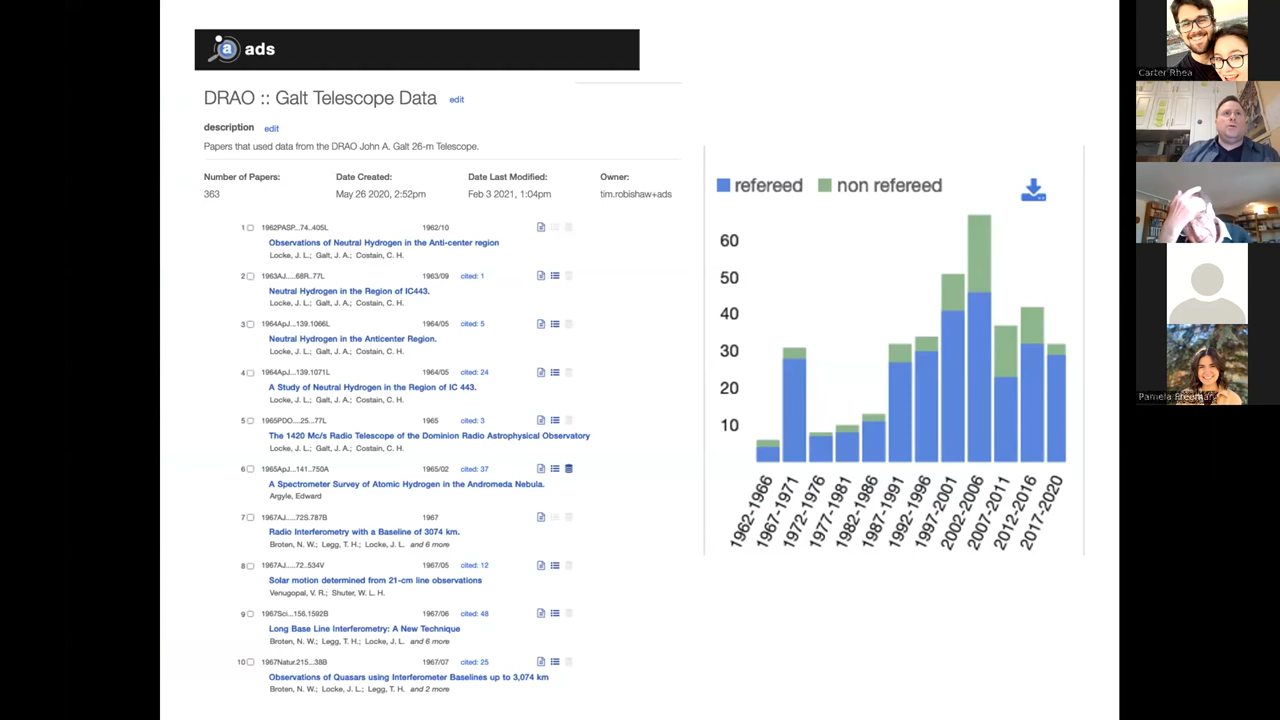 ads
DRAO :: Galt Telescope Data edit
description edit
Papers that used data from the DRAO John A. Galt 26-m Telescope.
Number of Papers: Date Created: Date Last Modified: Owner:
363 May 26 2020, 2:52pm Feb 3 2021, 1:04pm tim.robishaw+ads
1 1962PASP...74..405L 1962/10
Observations of Neutral Hydrogen in the Anti-center region
Locke, J. L.; Galt, J. A.; Costain, C. H.
2 1963AJ.....68R..77L 1963/09 cited: 1
Neutral Hydrogen in the Region of IC443.
Locke, J. L.; Galt, J. A.; Costain, C. H.
3 1964ApJ...139.1066L 1964/05 cited: 5
Neutral Hydrogen in the Anticenter Region.
Locke, J. L.; Galt, J. A.; Costain, C. H.
4 1964ApJ...139.1071L 1964/05 cited: 24
A Study of Neutral Hydrogen in the Region of IC 443.
Locke, J. L.; Galt, J. A.; Costain, C. H.
5 1965PDO....25...77L 1965 cited: 3
The 1420 Mc/s Radio Telescope of the Dominion Radio Astrophysical Observatory
Locke, J. L.; Galt, J. A.; Costain, C. H.
6 1965ApJ...141..750A 1965/02 cited: 37
A Spectrometer Survey of Atomic Hydrogen in the Andromeda Nebula.
Argyle, Edward
7 1967AJ.....72S.787B 1967
Radio Interferometry with a Baseline of 3074 km.
Broten, N. W.; Legg, T. H.; Locke, J. L. and 6 more
8 1967AJ.....72..534V 1967/05 cited: 12
Solar motion determined from 21-cm line observations
Venugopal, V. R.; Shuter, W. L. H.
9 1967Sci...156.1592B 1967/06 cited: 48
Long Base Line Interferometry: A New Technique
Broten, N. W.; Legg, T. H.; Locke, J. L. and 6 more
10 1967Natur.215...38B 1967/07 cited: 25
Observations of Quasars using Interferometer Baselines up to 3,074 km
Broten, N. W.; Locke, J. L.; Legg, T. H. and 2 more
refereed non refereed
60
50
40
30
20
10
1962-1966 1967-1971 1972-1976 1977-1981 1982-1986 1987-1991 1992-1996 1997-2001 2002-2006 2007-2011 2012-2016 2017-2020
Carter Rhea
Pamela Freeman